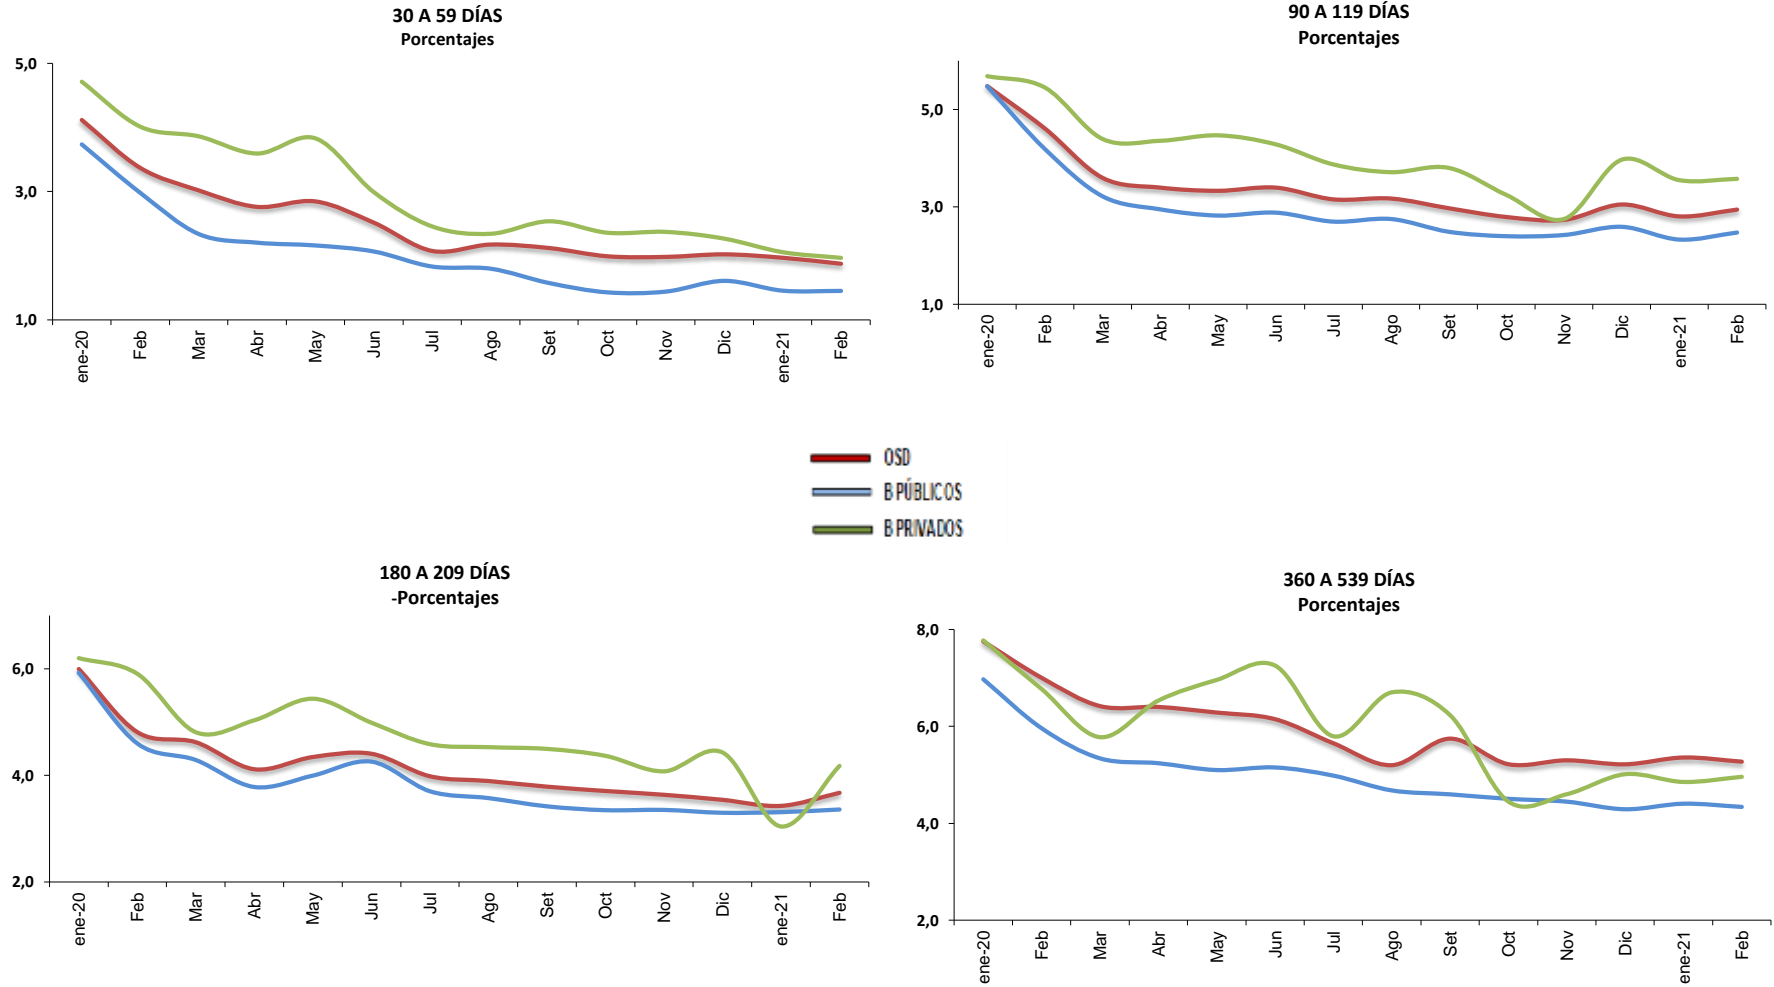 30 A 59 DÍAS
Porcentajes
5,0
3,0
1,0
ene-20
Feb
Mar
Abr
May
Jun
Jul
Ago
Set
Oct
Nov
Dic
ene-21
Feb
90 A 119 DÍAS
Porcentajes
5,0
3,0
1,0
ene-20
Feb
Mar
Abr
May
Jun
Jul
Ago
Set
Oct
Nov
Dic
ene-21
Feb
OSD
B PÚBLICOS
B PRIVADOS
180 A 209 DÍAS
-Porcentajes
6,0
4,0
2,0
ene-20
Feb
Mar
Abr
May
Jun
Jul
Ago
Set
Oct
Nov
Dic
ene-21
Feb
360 A 539 DÍAS
Porcentajes
8,0
6,0
4,0
2,0
ene-20
Feb
Mar
Abr
May
Jun
Jul
Ago
Set
Oct
Nov
Dic
ene-21
Feb